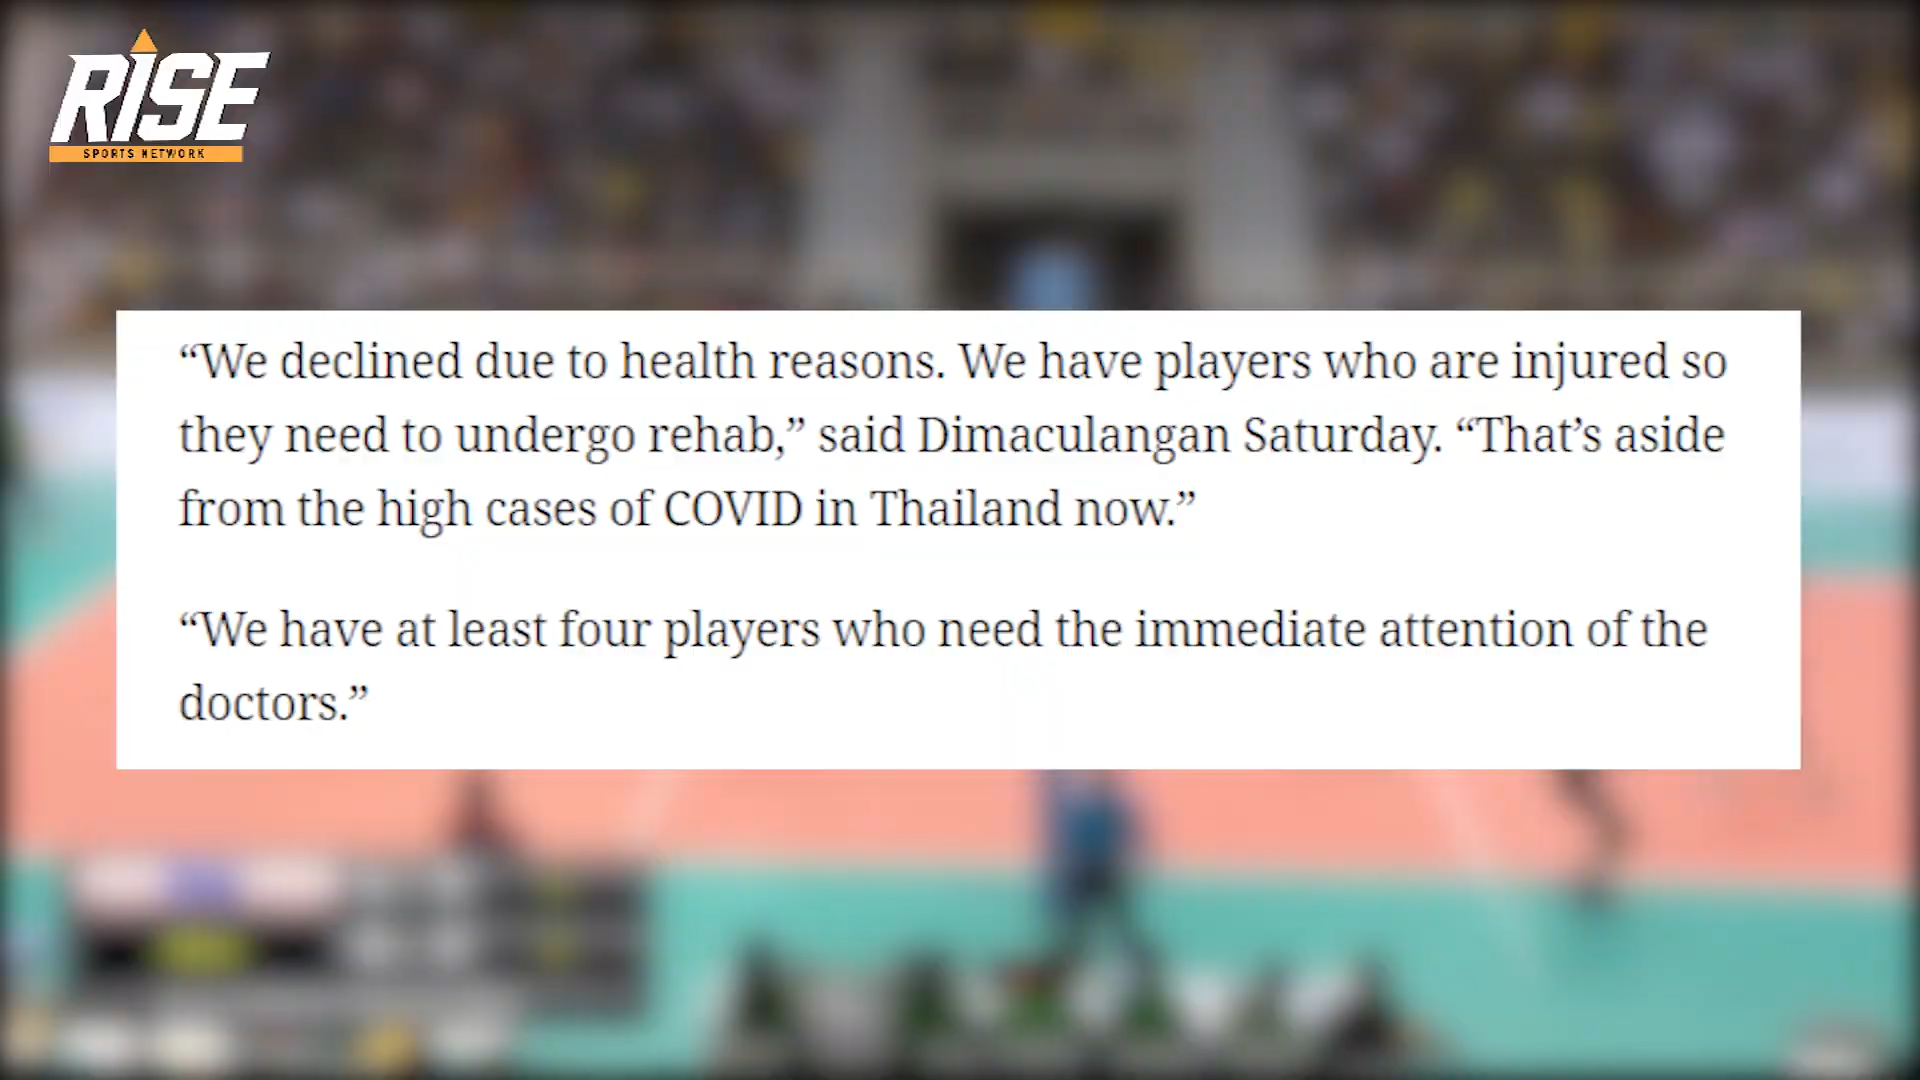 RISE
SPORTS NETWORK
“We declined due to health reasons. We have players who are injured so
they need to undergo rehab,” said Dimaculangan Saturday. “That’s aside
from the high cases of COVID in Thailand now.”
“We have at least four players who need the immediate attention of the
doctors.”